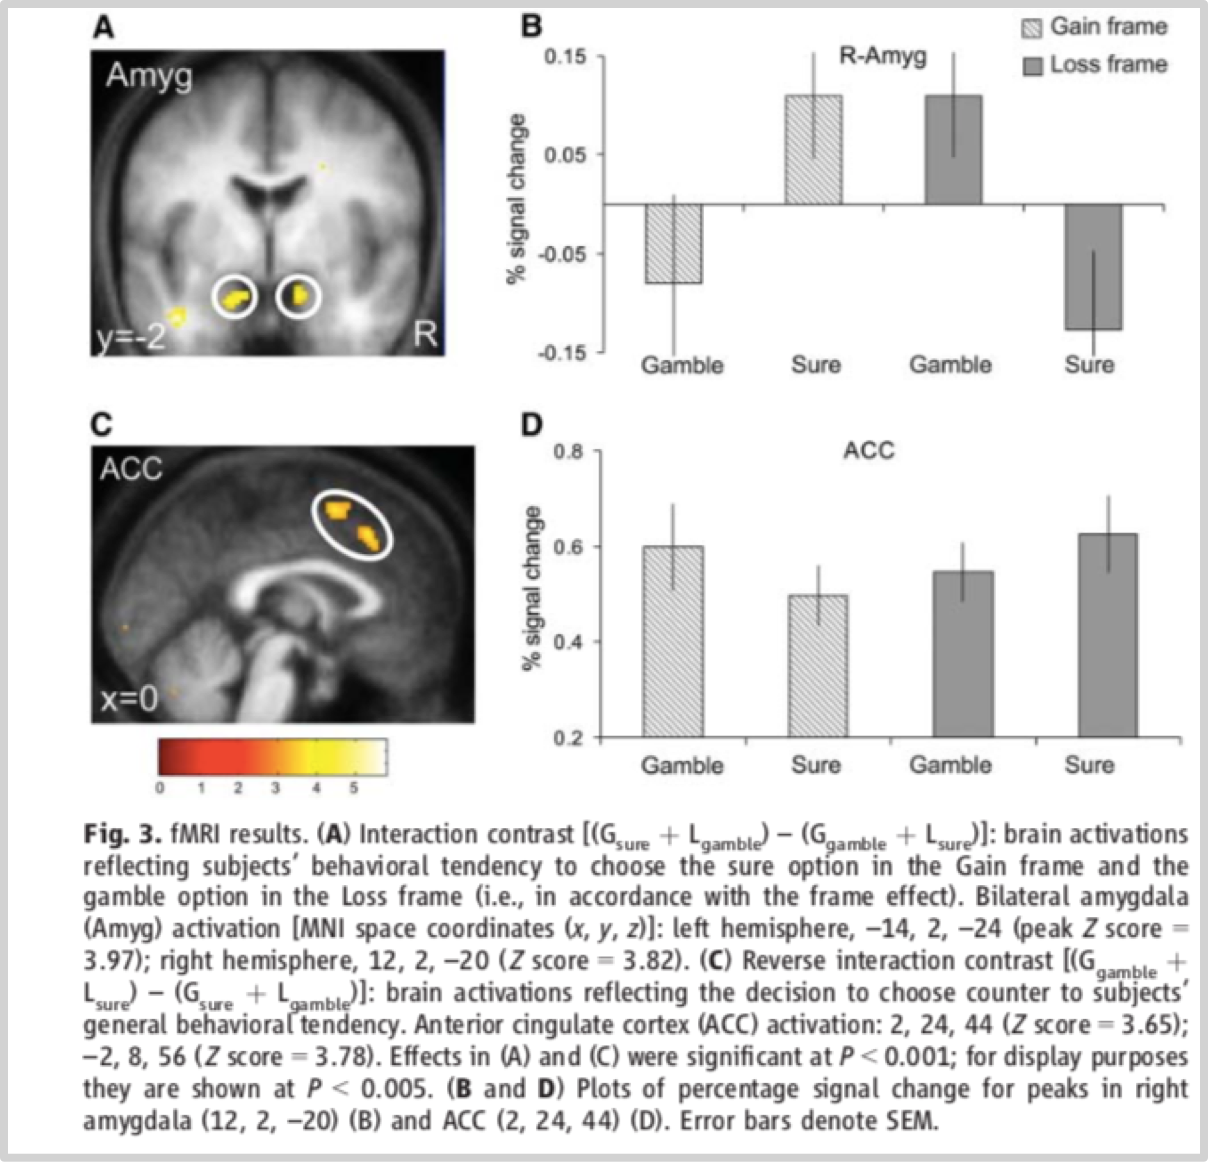 A
Amyg
y=-2
R
B
Gain frame
Loss frame
R-Amyg
% signal change
0.15
0.05
-0.05
-0.15
Gamble Sure Gamble Sure
C
ACC
x=0
0 1 2 3 4 5
D
ACC
% signal change
0.8
0.6
0.4
0.2
Gamble Sure Gamble Sure
Fig. 3. fMRI results. (A) Interaction contrast [(Gsure + Lgamble) – (Ggamble + Lsure)]: brain activations
reflecting subjects’ behavioral tendency to choose the sure option in the Gain frame and the
gamble option in the Loss frame (i.e., in accordance with the frame effect). Bilateral amygdala
(Amyg) activation [MNI space coordinates (x, y, z)]: left hemisphere, –14, 2, –24 (peak Z score =
3.97); right hemisphere, 12, 2, –20 (Z score = 3.82). (C) Reverse interaction contrast [(Ggamble +
Lsure) – (Gsure + Lgamble)]: brain activations reflecting the decision to choose counter to subjects’
general behavioral tendency. Anterior cingulate cortex (ACC) activation: 2, 24, 44 (Z score = 3.65);
–2, 8, 56 (Z score = 3.78). Effects in (A) and (C) were significant at P < 0.001; for display purposes
they are shown at P < 0.005. (B and D) Plots of percentage signal change for peaks in right
amygdala (12, 2, –20) (B) and ACC (2, 24, 44) (D). Error bars denote SEM.